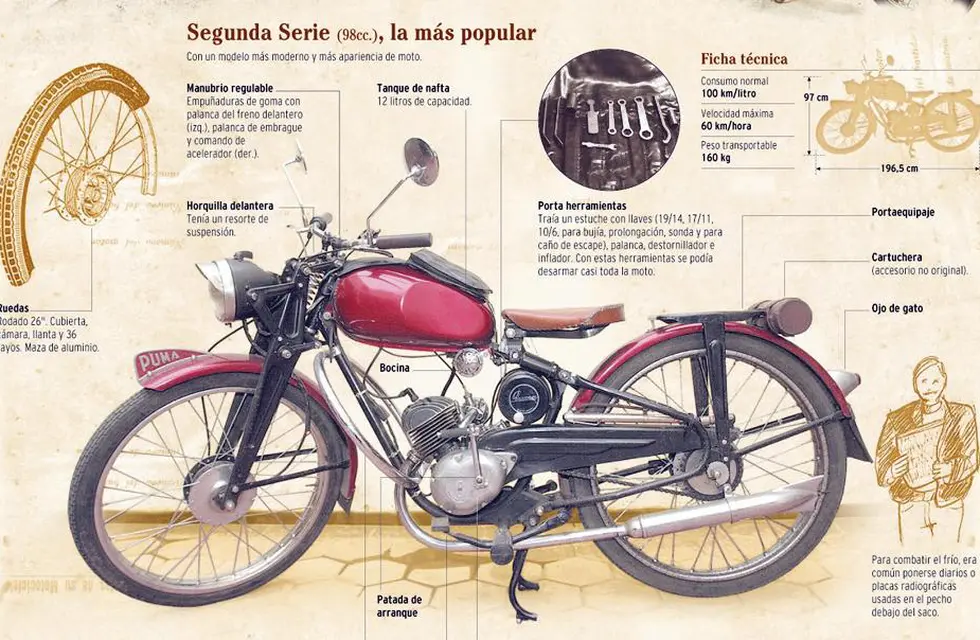 Segunda Serie (98cc.), la más popular
Con un modelo más moderno y más apariencia de moto.
Manubrio regulable
Empuñaduras de goma con
palanca del freno delantero
(izq.), palanca de embrague
y comando de
acelerador (der.).
Tanque de nafta
12 litros de capacidad.
Horquilla delantera
Tenía un resorte de
suspensión.
Ruedas
Rodado 26". Cubierta,
cámara, llanta y 36
rayos. Maza de aluminio.
PUMA
Bocina
Patada de
arranque
Porta herramientas
Traía un estuche con llaves (19/14, 17/11,
10/6, para bujía, prolongación, sonda y para
caño de escape), palanca, destornillador e
inflador. Con estas herramientas se podía
desarmar casi toda la moto.
Ficha técnica
Consumo normal
100 km/litro
Velocidad máxima
60 km/hora
Peso transportable
160 kg
97 cm
196,5 cm
Portaequipaje
Cartuchera
(accesorio no original).
Ojo de gato
Para combatir el frío, era
común ponerse diarios o
placas radiográficas
usadas en el pecho
debajo del saco.